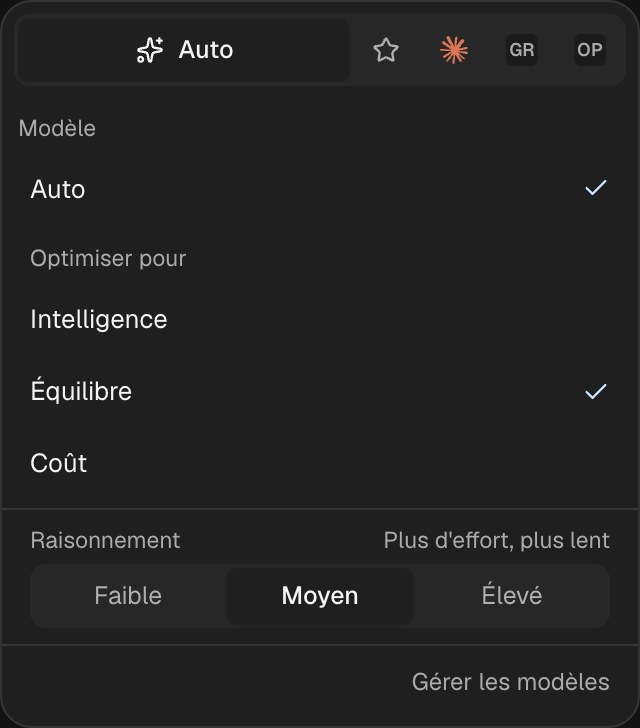 Auto
GR
OP
Modèle
Auto
Optimiser pour
Intelligence
Équilibre
Coût
Raisonnement
Plus d'effort, plus lent
Faible
Moyen
Élevé
Gérer les modèles